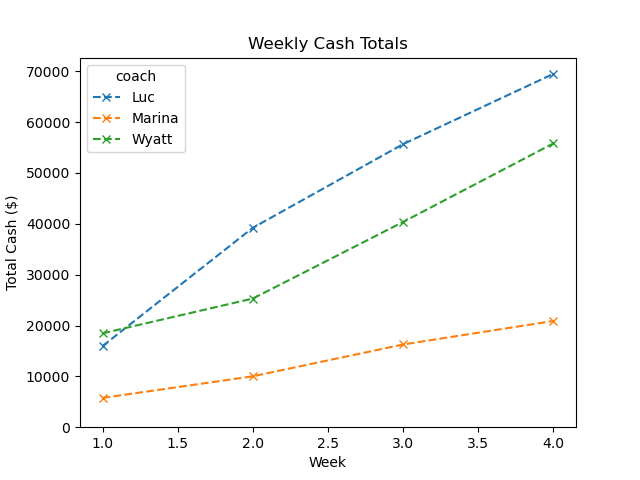 Weekly Cash Totals
coach
Luc
Marina
Wyatt
Total Cash ($)
70000
60000
50000
40000
30000
20000
10000
0
1.0 1.5 2.0 2.5 3.0 3.5 4.0
Week